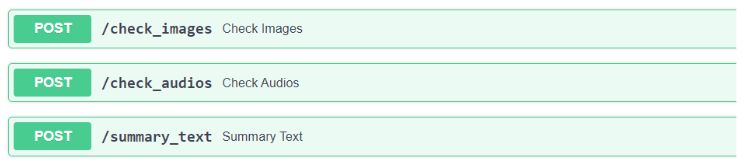 POST /check_images Check Images
POST /check_audios Check Audios
POST /summary_text Summary Text